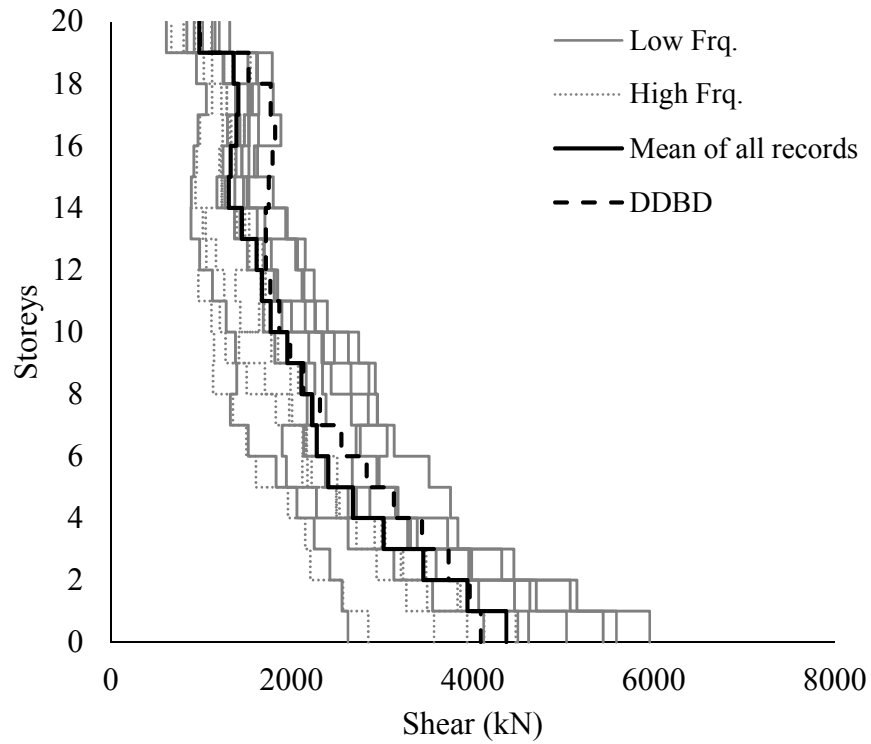 20
18
16
14
12
10
8
6
4
2
0
Storeys
Low Frq.
High Frq.
Mean of all records
DDBD
0 2000 4000 6000 8000
Shear (kN)